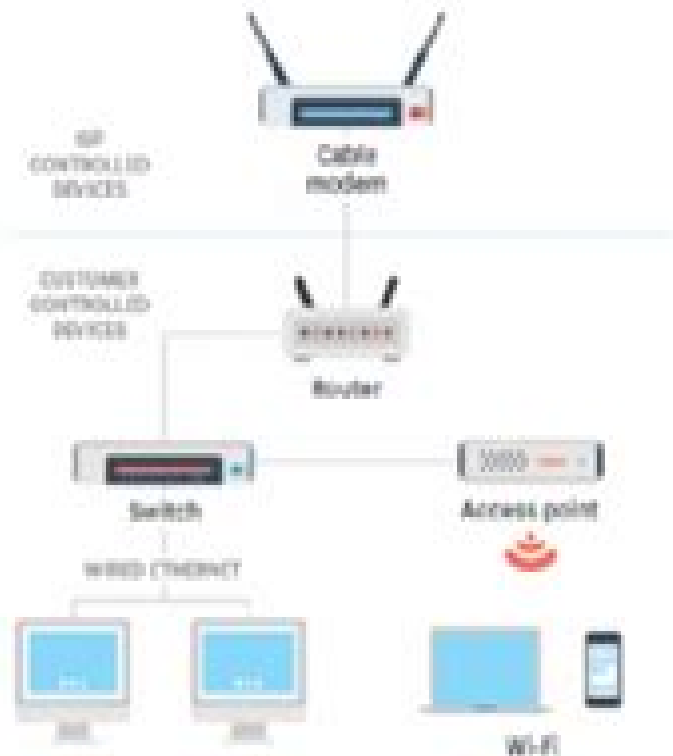 Cable
modem
ISP
CONTROLLED
DEVICES
CUSTOMER
CONTROLLED
DEVICES
Router
Switch
Access point
WIRED ETHERNET
Wi-Fi